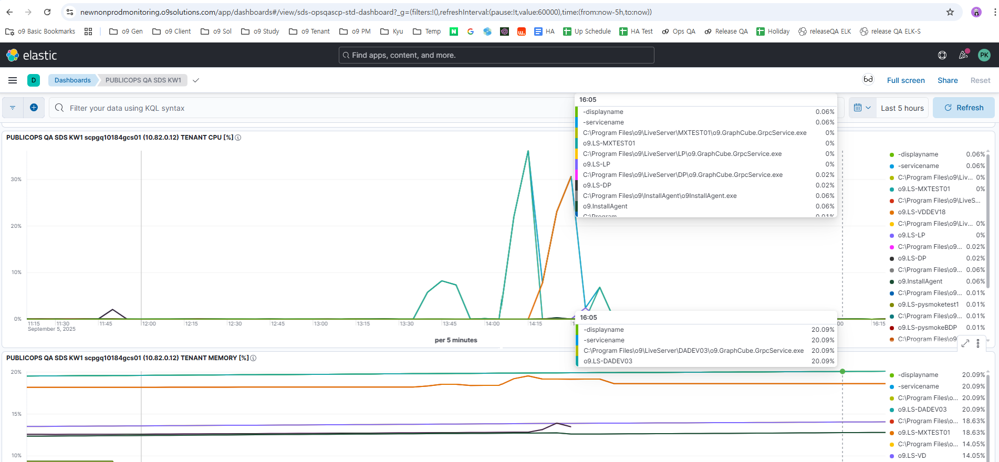 newnonprodmonitoring.o9solutions.com/app/dashboards#/view/sds-opsqascp-std-dashboard?_g=(filters:!(),refreshInterval:(pause:!t,value:60000),time:(from:now-5h,to:now))
o9 Basic Bookmarks o9 Gen o9 Client o9 Sol o9 Study o9 Tenant o9 PM Kyu Temp HA Up Schedule HA Test Ops QA Release QA Holiday releaseQA ELK release QA ELK-S
elastic
Find apps, content, and more.
PK
D
Dashboards
PUBLICOPS QA SDS KW1
Full screen
Share
Reset
Filter your data using KQL syntax
Last 5 hours
Refresh
16:05
-displayname 0.06%
-servicename 0.06%
C:\Program Files\o9\LiveServer\MXTEST01\o9.GraphCube.GrpcService.exe 0%
o9.LS-MXTEST01 0%
C:\Program Files\o9\LiveServer\LP\o9.GraphCube.GrpcService.exe 0%
o9.LS-LP 0%
C:\Program Files\o9\LiveServer\DP\o9.GraphCube.GrpcService.exe 0.02%
o9.LS-DP 0.02%
C:\Program Files\o9\InstallAgent\o9InstallAgent.exe 0.06%
o9.InstallAgent 0.06%
C:\Program 0.01%
PUBLICOPS QA SDS KW1 scpgq10184gcs01 (10.82.0.12) TENANT CPU [%]
30%
20%
10%
0%
11:15 11:30 11:45 12:00 12:15 12:30 12:45 13:00 13:15 13:30 13:45 14:00 14:15 16:15
September 5, 2025
per 5 minutes
-displayname 0.06%
-servicename 0.06%
C:\Program Files\o9\Liv... 0%
o9.LS-MXTEST01 0%
C:\Program Files\o9\LiveS...
o9.LS-VDDEV18
C:\Program Files\o9\Liv... 0%
o9.LS-LP 0%
C:\Program Files\o9... 0.02%
o9.LS-DP 0.02%
C:\Program Files\o9... 0.06%
o9.InstallAgent 0.06%
C:\Program Files\o9... 0.01%
o9.LS-pysmoketest1 0.01%
C:\Program Files\o9... 0.01%
o9.LS-pysmokeBDP 0.01%
C:\Program Files\o9
16:05
-displayname 20.09%
-servicename 20.09%
C:\Program Files\o9\LiveServer\DADEV03\o9.GraphCube.GrpcService.exe 20.09%
o9.LS-DADEV03 20.09%
PUBLICOPS QA SDS KW1 scpgq10184gcs01 (10.82.0.12) TENANT MEMORY [%]
20%
15%
10%
-displayname 20.09%
-servicename 20.09%
C:\Program Files\o... 20.09%
o9.LS-DADEV03 20.09%
C:\Program Files\o... 18.63%
o9.LS-MXTEST01 18.63%
C:\Program Files\o... 14.05%
o9.LS-VD 14.05%